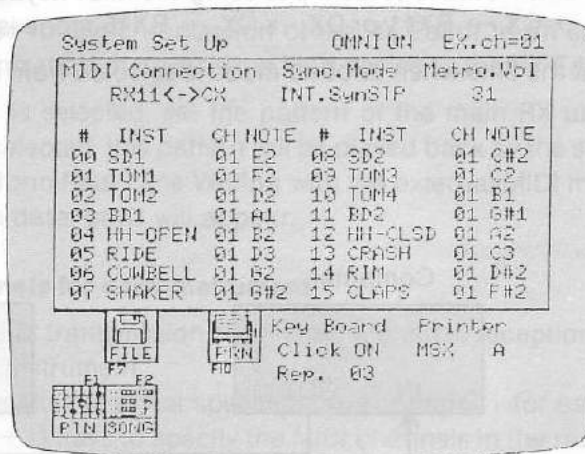 System Set Up OMNI ON EX.ch=01
MIDI Connection Sync.Mode Metro.Vol
RX11<->CX INT.SynSTP 31
# INST CH NOTE # INST CH NOTE
00 SD1 01 E2 08 SD2 01 C#2
01 TOM1 01 F2 09 TOM3 01 C2
02 TOM2 01 D2 10 TOM4 01 B1
03 BD1 01 A1 11 BD2 01 G#1
04 HH-OPEN 01 B2 12 HH-CLSD 01 A2
05 RIDE 01 D3 13 CRASH 01 C3
06 COWBELL 01 G2 14 RIM 01 D#2
07 SHAKER 01 G#2 15 CLAPS 01 F#2
Key Board Printer
FILE PRN Click ON MSX A
F7 F10 Rep. 03
F1 F2
PTN SONG